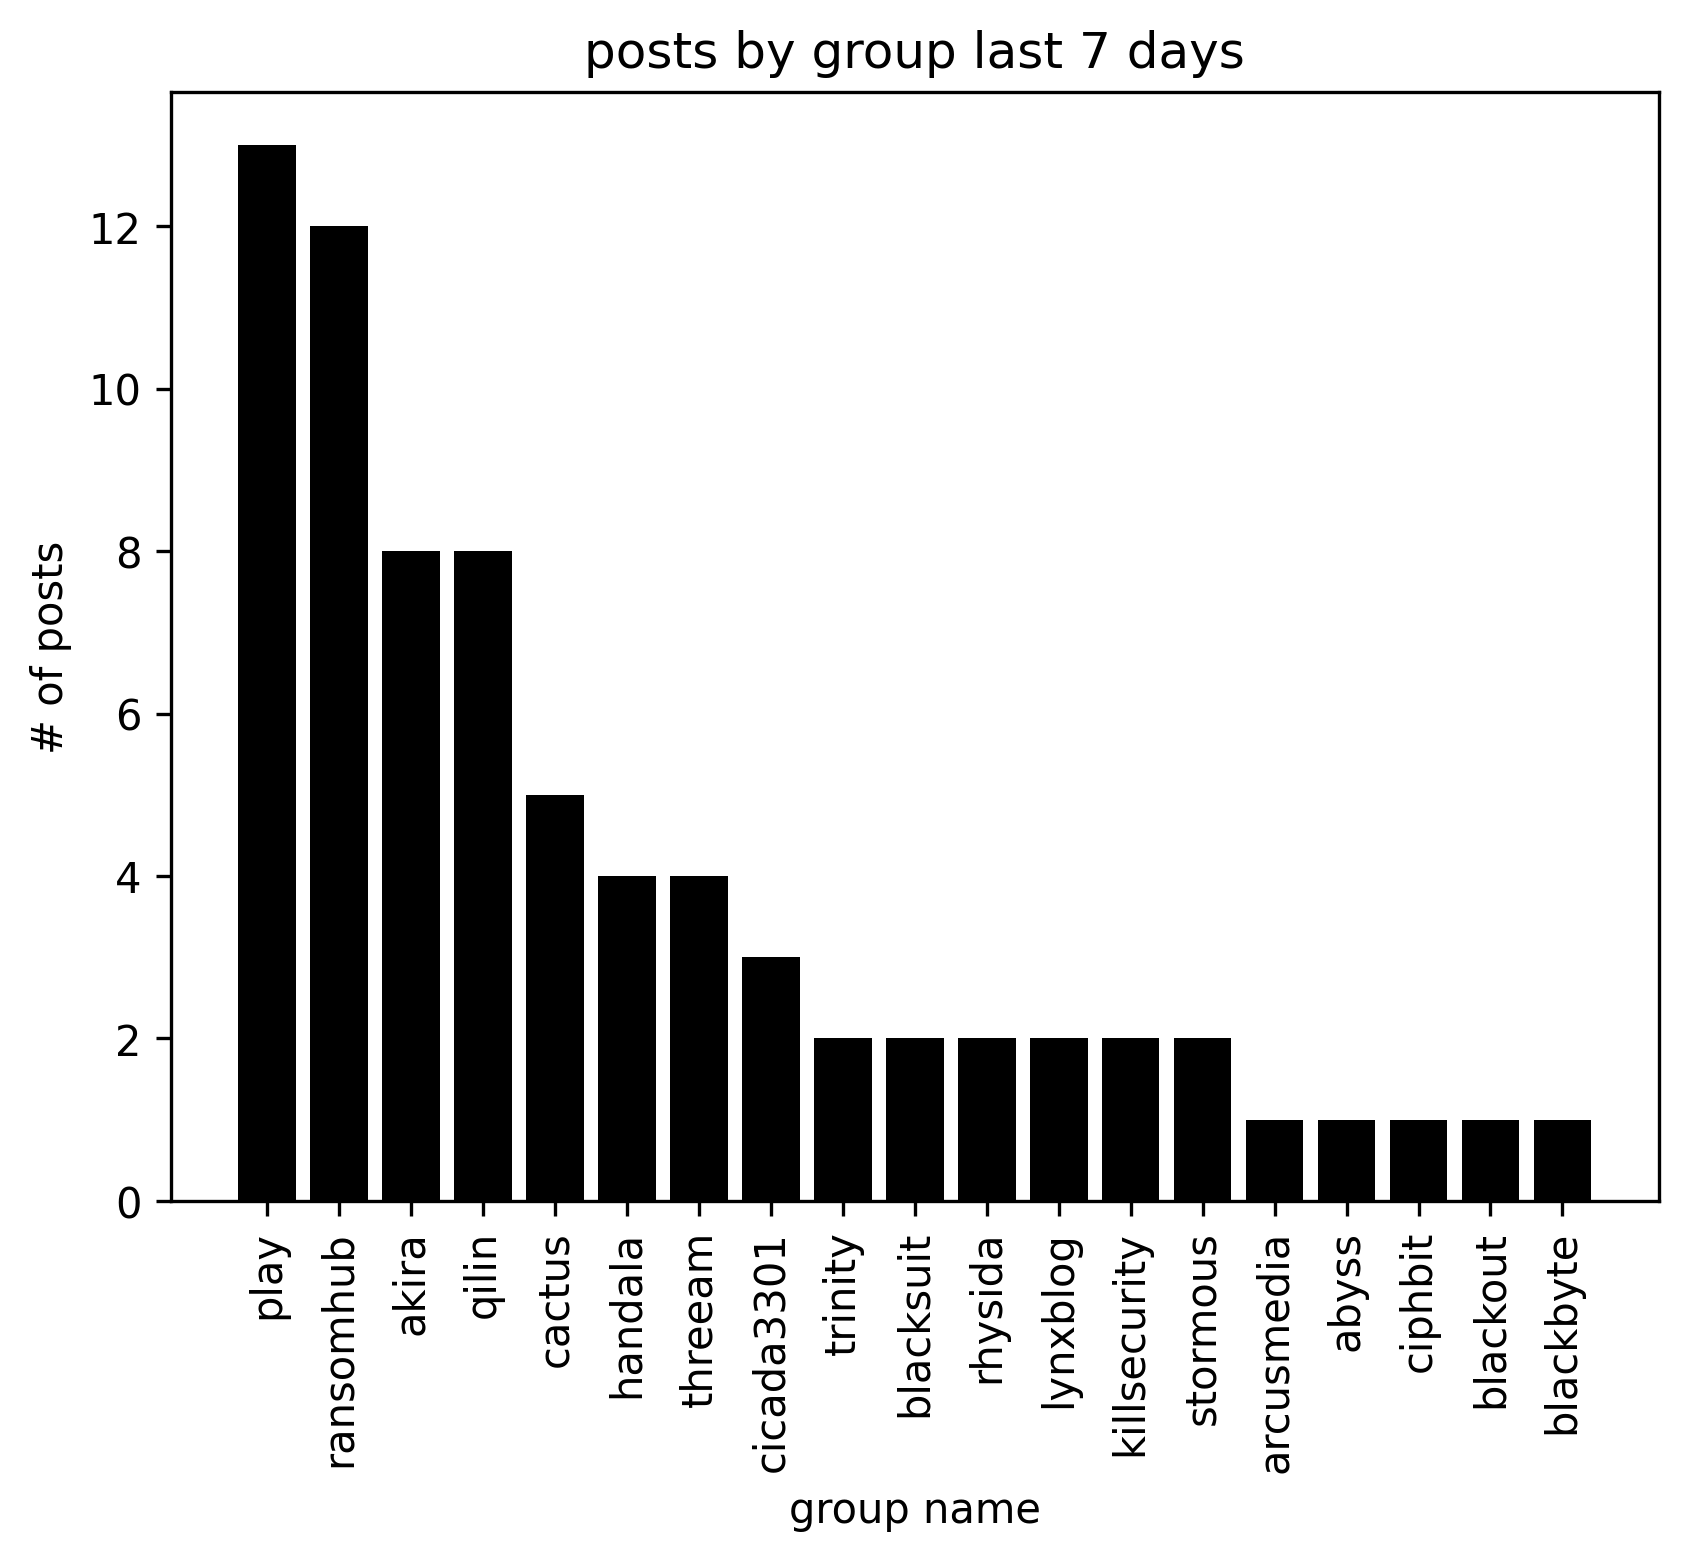 posts by group last 7 days
# of posts
12
10
8
6
4
2
0
play
ransomhub
akira
qilin
cactus
handala
threeam
cicada3301
trinity
blacksuit
rhysida
lynxblog
killsecurity
stormous
arcusmedia
abyss
ciphbit
blackout
blackbyte
group name